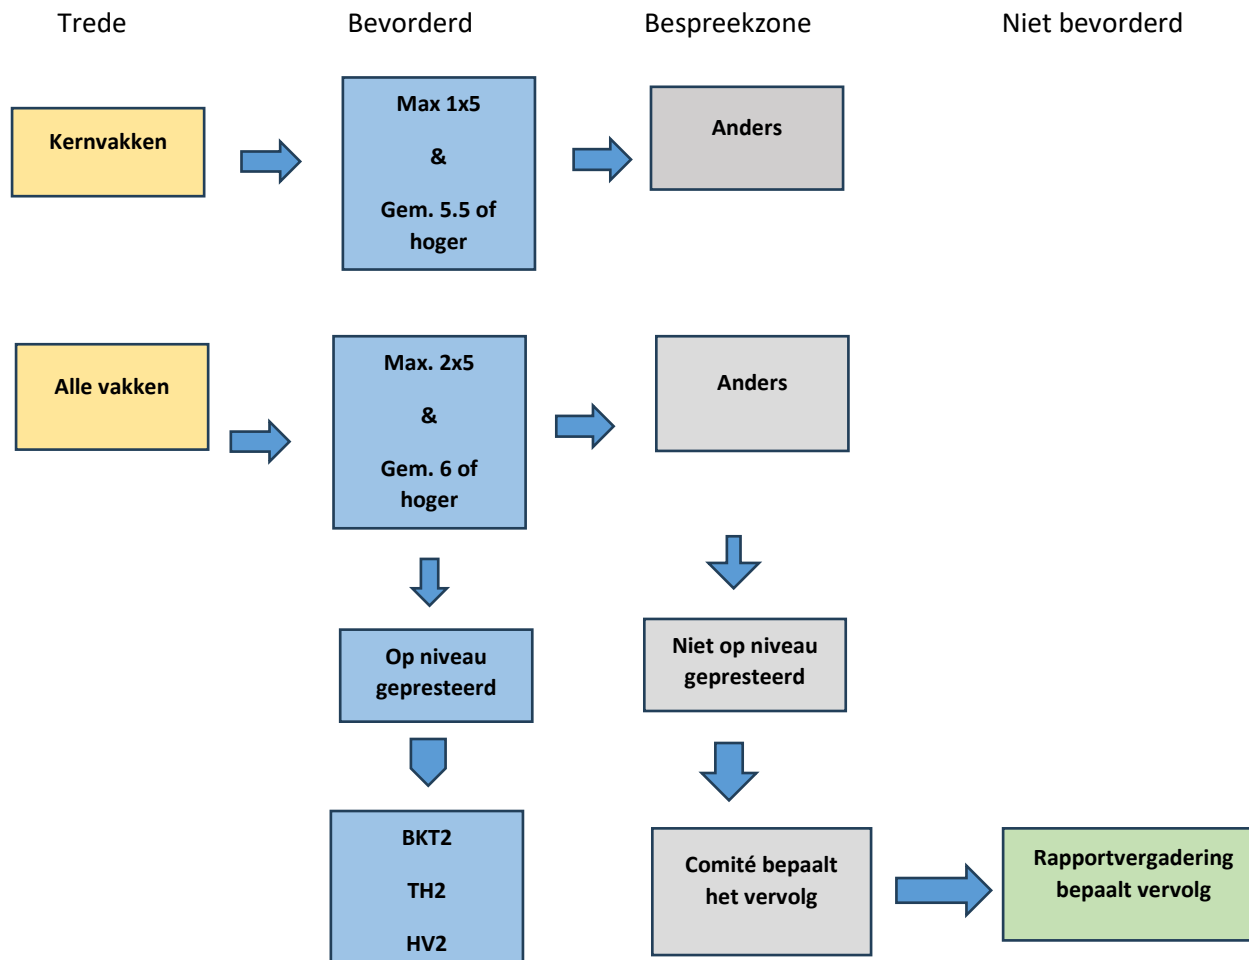 Trede
Bevorderd
Bespreekzone
Niet bevorderd
Kernvakken
Max 1x5
&
Gem. 5.5 of
hoger
Anders
Alle vakken
Max. 2x5
&
Gem. 6 of
hoger
Anders
Op niveau
gepresteerd
Niet op niveau
gepresteerd
BKT2
TH2
HV2
Comité bepaalt
het vervolg
Rapportvergadering
bepaalt vervolg